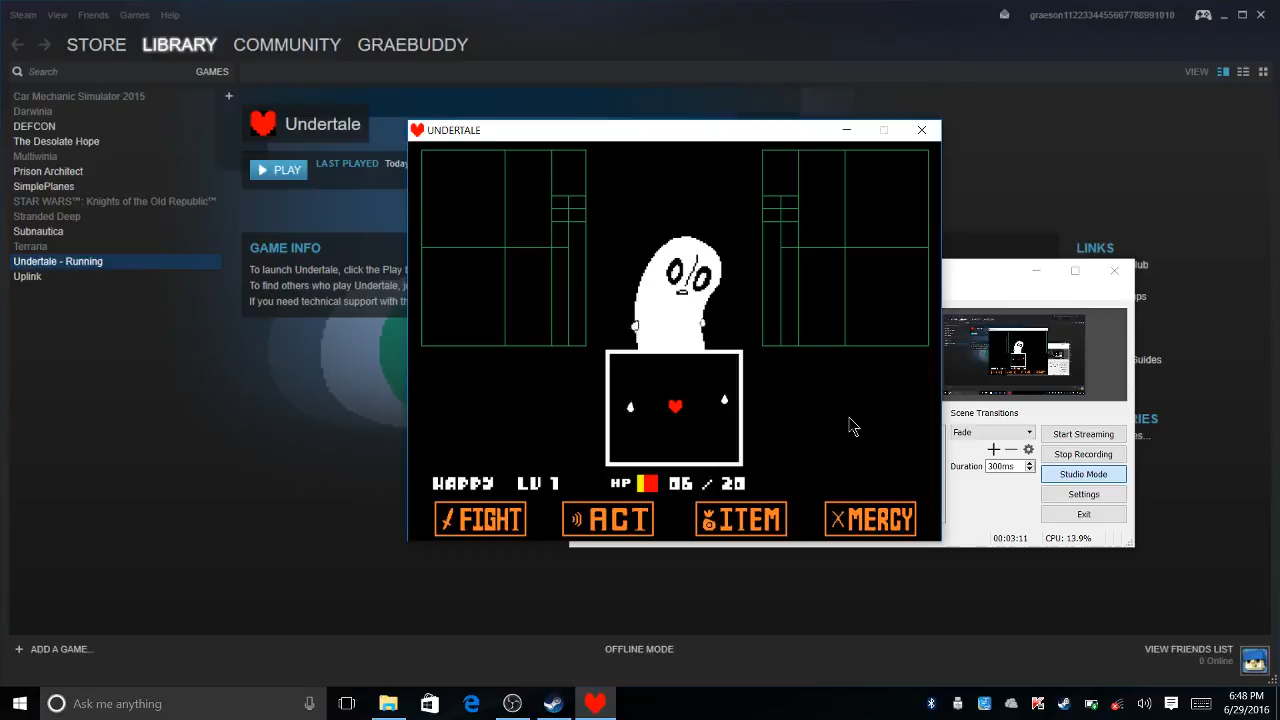 Steam View Friends Games Help
graeson1122334455667788991010
STORE LIBRARY COMMUNITY GRAEBUDDY
Search GAMES
VIEW
Car Mechanic Simulator 2015
Darwinia
DEFCON
The Desolate Hope
Multiwinia
Prison Architect
SimplePlanes
STAR WARS™: Knights of the Old Republic™
Stranded Deep
Subnautica
Terraria
Undertale - Running
Uplink
Undertale
PLAY
LAST PLAYED Today
GAME INFO
To launch Undertale, click the Play
To find others who play Undertale,
If you need technical support with th
UNDERTALE
HAPPY LV 1 HP 06 / 20
FIGHT ACT ITEM MERCY
LINKS
Guides
Scene Transitions
Fade
Duration 300ms
Start Streaming
Stop Recording
Studio Mode
Settings
Exit
00:03:11 CPU: 13.9%
+ ADD A GAME...
OFFLINE MODE
VIEW FRIENDS LIST
0 Online
Ask me anything
6:48 PM
6/29/2016